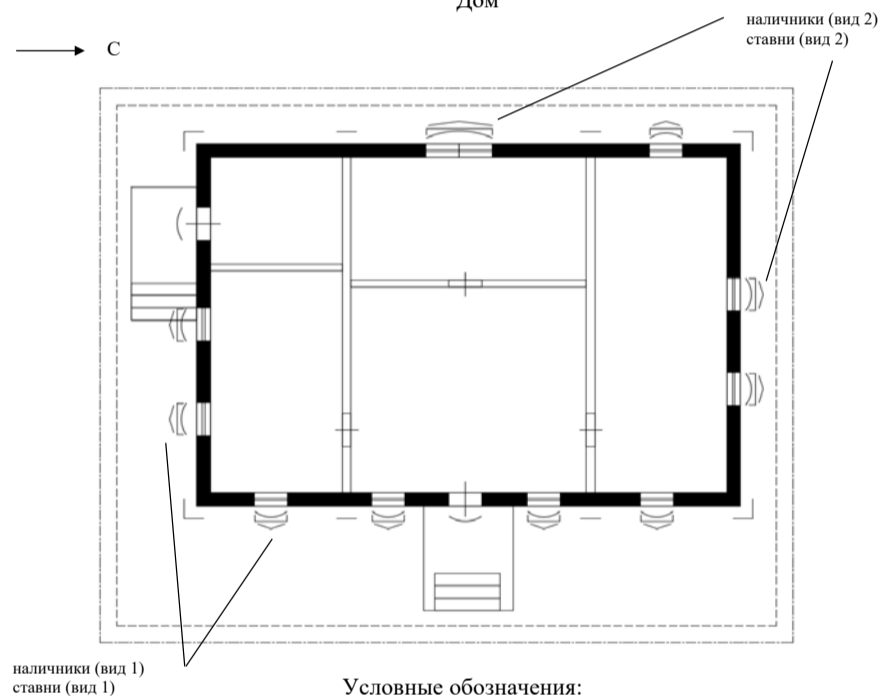 Дом
наличники (вид 2)
ставни (вид 2)
С
наличники (вид 1)
ставни (вид 1)
Условные обозначения: